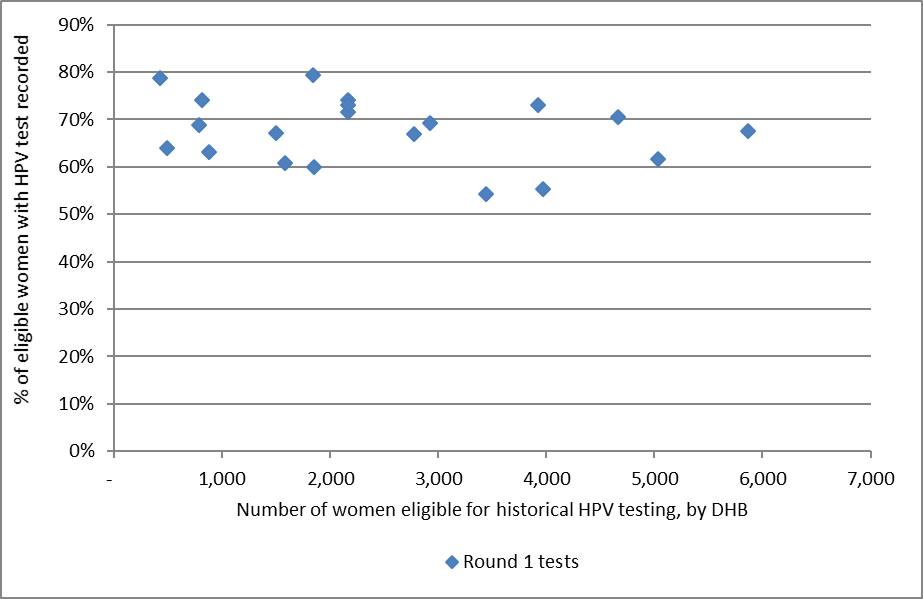 % of eligible women with HPV test recorded
90%
80%
70%
60%
50%
40%
30%
20%
10%
0%
- 1,000 2,000 3,000 4,000 5,000 6,000 7,000
Number of women eligible for historical HPV testing, by DHB
Round 1 tests